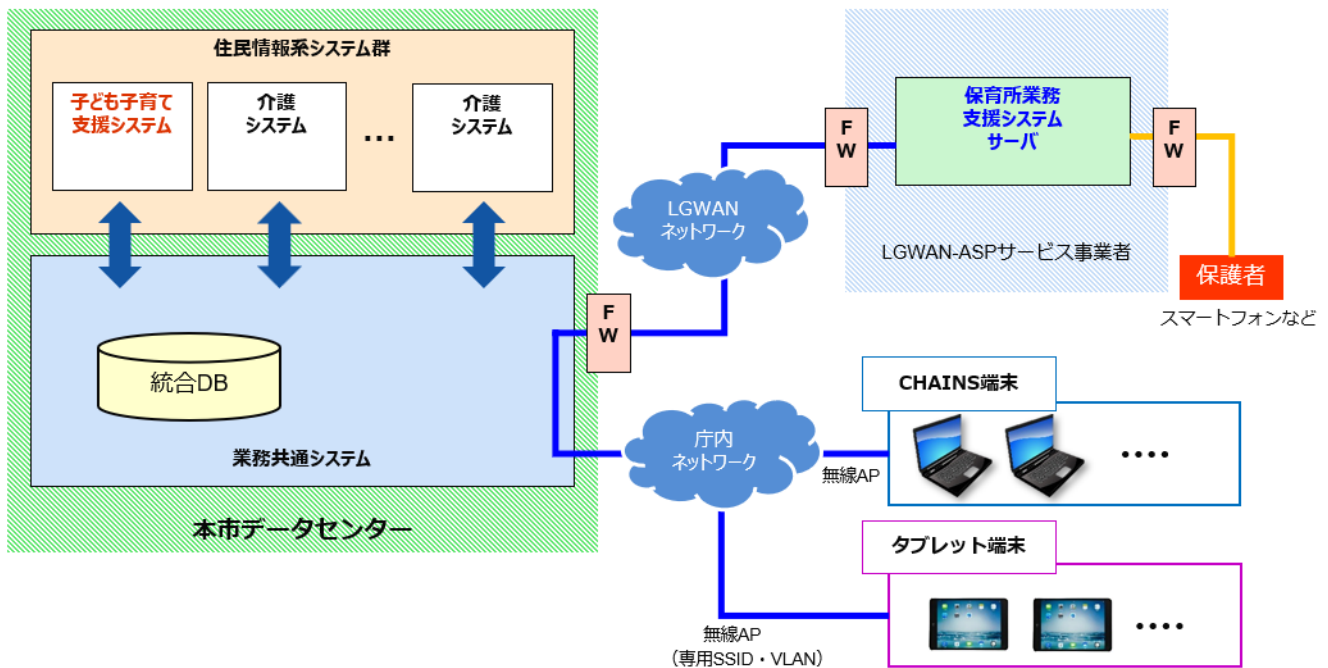 住民情報系システム群
子ども子育て
支援システム
介護
システム
...
介護
システム
統合DB
業務共通システム
本市データセンター
F
W
LGWAN
ネットワーク
F
W
保育所業務
支援システム
サーバ
F
W
LGWAN-ASPサービス事業者
保護者
スマートフォンなど
庁内
ネットワーク
無線AP
CHAINS端末
••••
タブレット端末
••••
無線AP
（専用SSID・VLAN）